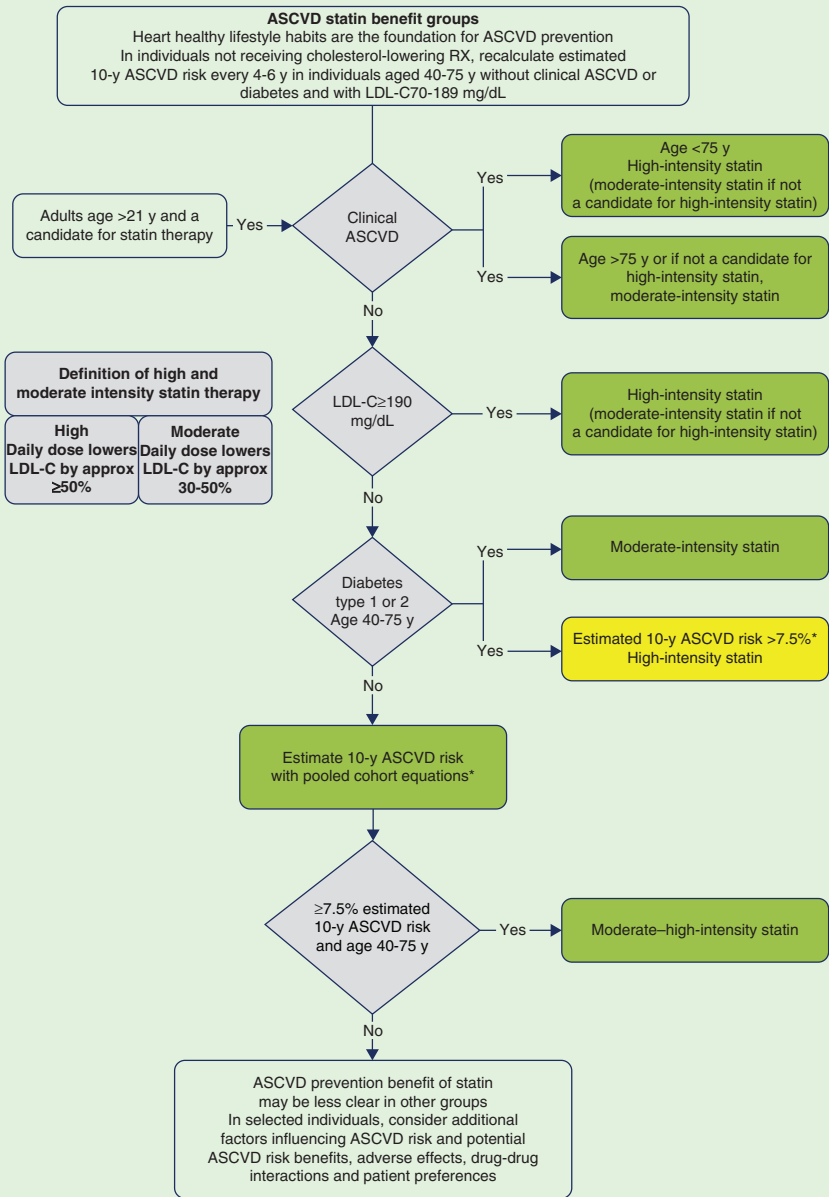 ASCVD statin benefit groups
Heart healthy lifestyle habits are the foundation for ASCVD prevention
In individuals not receiving cholesterol-lowering RX, recalculate estimated
10-y ASCVD risk every 4-6 y in individuals aged 40-75 y without clinical ASCVD or
diabetes and with LDL-C70-189 mg/dL
Adults age >21 y and a
candidate for statin therapy
Yes
Clinical
ASCVD
Yes
Age <75 y
High-intensity statin
(moderate-intensity statin if not
a candidate for high-intensity statin)
Yes
Age >75 y or if not a candidate for
high-intensity statin,
moderate-intensity statin
No
Definition of high and
moderate intensity statin therapy
High
Daily dose lowers
LDL-C by approx
≥50%
Moderate
Daily dose lowers
LDL-C by approx
30-50%
LDL-C≥190
mg/dL
Yes
High-intensity statin
(moderate-intensity statin if not
a candidate for high-intensity statin)
No
Diabetes
type 1 or 2
Age 40-75 y
Yes
Moderate-intensity statin
Yes
Estimated 10-y ASCVD risk >7.5%*
High-intensity statin
No
Estimate 10-y ASCVD risk
with pooled cohort equations*
≥7.5% estimated
10-y ASCVD risk
and age 40-75 y
Yes
Moderate–high-intensity statin
No
ASCVD prevention benefit of statin
may be less clear in other groups
In selected individuals, consider additional
factors influencing ASCVD risk and potential
ASCVD risk benefits, adverse effects, drug-drug
interactions and patient preferences